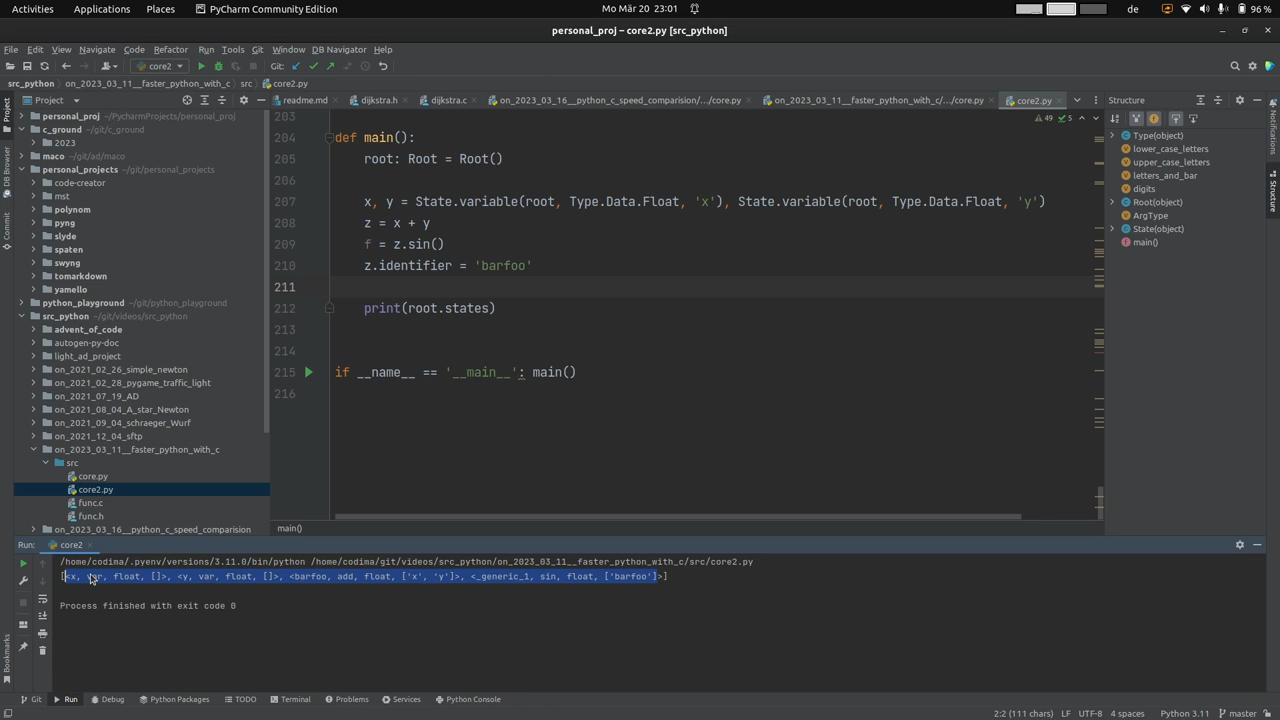 Activities Applications Places PyCharm Community Edition Mo Mär 20 23:01 de 96 %
personal_proj – core2.py [src_python]
File Edit View Navigate Code Refactor Run Tools Git Window DB Navigator Help
core2 Git:
src_python on_2023_03_11__faster_python_with_c src core2.py
Project readme.md dijkstra.h dijkstra.c on_2023_03_16__python_c_speed_comparision/.../core.py on_2023_03_11__faster_python_with_c/.../core.py core2.py Structure
Project
DB Browser
Commit
Bookmarks
personal_proj ~/PycharmProjects/personal_proj
c_ground ~/git/c_ground
2023
maco ~/git/ad/maco
personal_projects ~/git/personal_projects
code-creator
mst
polynom
pyng
slyde
spaten
swyng
tomarkdown
yamello
python_playground ~/git/python_playground
src_python ~/git/videos/src_python
advent_of_code
autogen-py-doc
light_ad_project
on_2021_02_26_simple_newton
on_2021_02_28_pygame_traffic_light
on_2021_07_19_AD
on_2021_08_04_A_star_Newton
on_2021_09_04_schraeger_Wurf
on_2021_12_04_sftp
on_2023_03_11__faster_python_with_c
src
core.py
core2.py
func.c
func.h
on_2023_03_16__python_c_speed_comparision
49 5
203
204 def main():
205 root: Root = Root()
206
207 x, y = State.variable(root, Type.Data.Float, 'x'), State.variable(root, Type.Data.Float, 'y')
208 z = x + y
209 f = z.sin()
210 z.identifier = 'barfoo'
211
212 print(root.states)
213
214
215 if __name__ == '__main__': main()
216
main()
Type(object)
lower_case_letters
upper_case_letters
letters_and_bar
digits
Root(object)
ArgType
State(object)
main()
Notifications
Structure
Run: core2
/home/codima/.pyenv/versions/3.11.0/bin/python /home/codima/git/videos/src_python/on_2023_03_11__faster_python_with_c/src/core2.py
[<x, var, float, []>, <y, var, float, []>, <barfoo, add, float, ['x', 'y']>, <_generic_1, sin, float, ['barfoo']>]
Process finished with exit code 0
Git Run Debug Python Packages TODO Terminal Problems Services Python Console
2:2 (111 chars) LF UTF-8 4 spaces Python 3.11 master